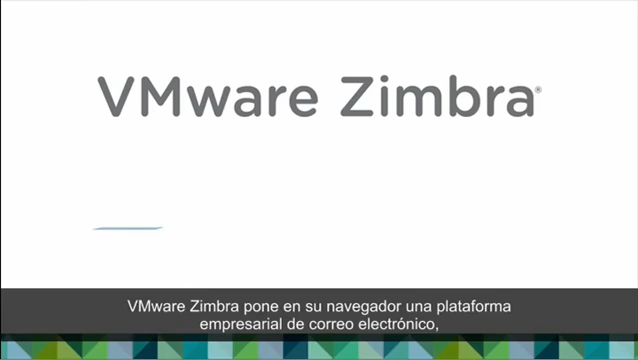 VMware Zimbra®
VMware Zimbra pone en su navegador una plataforma
empresarial de correo electrónico,